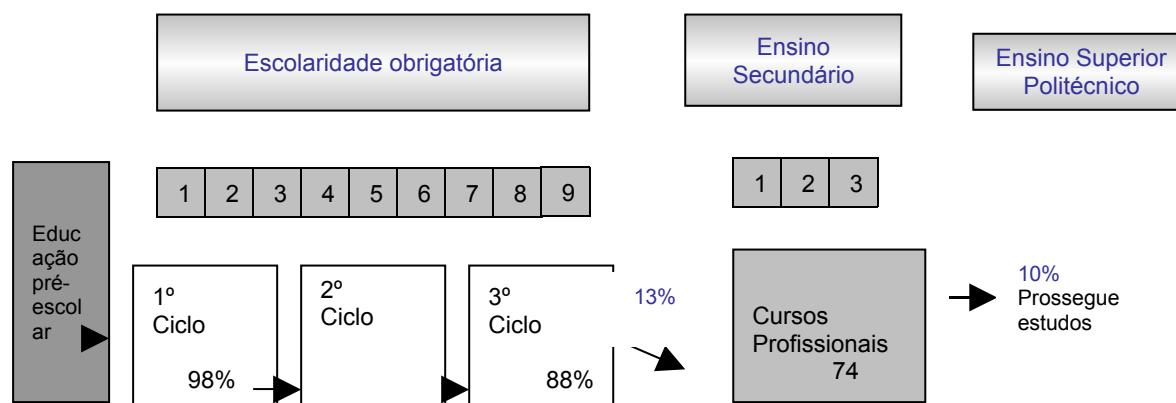 Escolaridade obrigatória
Ensino
Secundário
Ensino Superior
Politécnico
1 2 3 4 5 6 7 8 9
1 2 3
Educ
ação
pré-
escol
ar
1º
Ciclo
98%
2º
Ciclo
3º
Ciclo
88%
13%
Cursos
Profissionais
74
10%
Prossegue
estudos